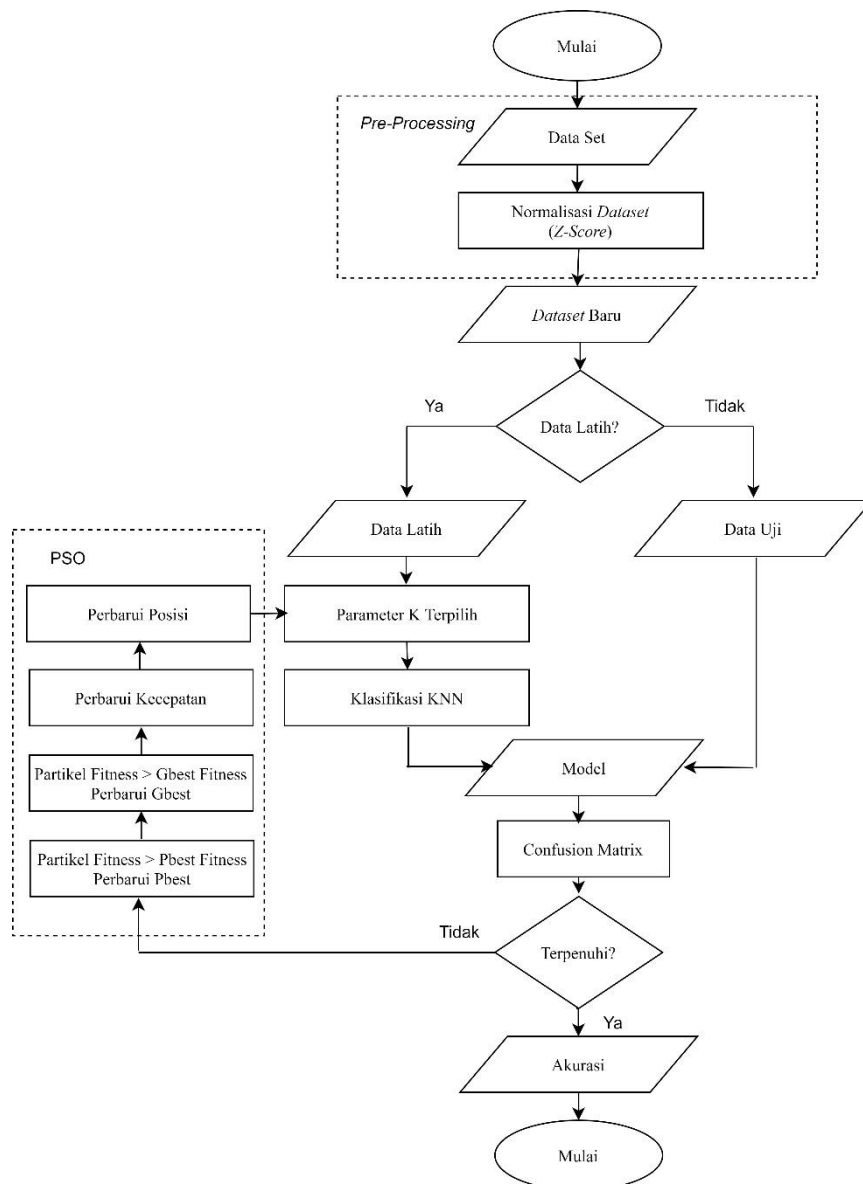 Mulai
Pre-Processing
Data Set
Normalisasi Dataset
(Z-Score)
Dataset Baru
Ya
Tidak
Data Latih?
Data Latih
Data Uji
PSO
Perbarui Posisi
Parameter K Terpilih
Perbarui Kecepatan
Klasifikasi KNN
Partikel Fitness > Gbest Fitness
Perbarui Gbest
Model
Partikel Fitness > Pbest Fitness
Perbarui Pbest
Confusion Matrix
Tidak
Terpenuhi?
Ya
Akurasi
Mulai